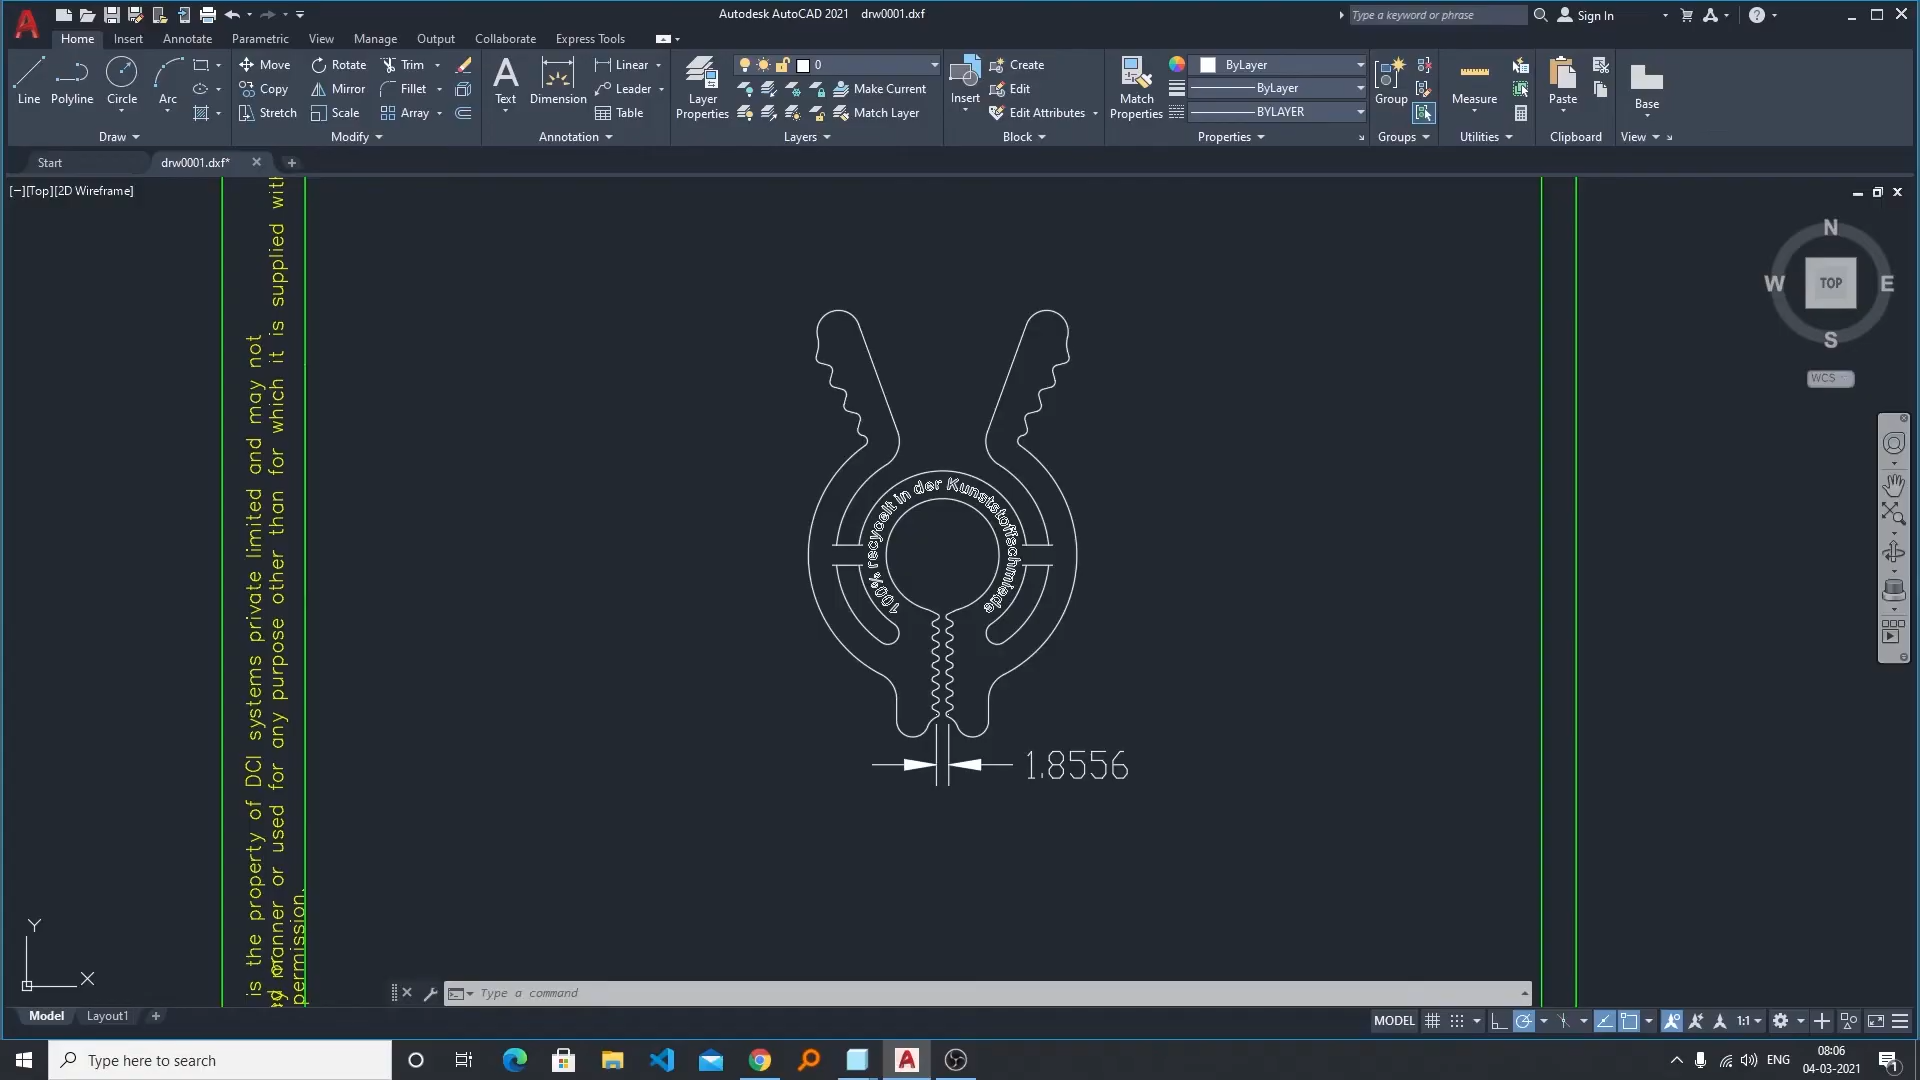 Autodesk AutoCAD 2021 drw0001.dxf
Type a keyword or phrase
Sign In
Home Insert Annotate Parametric View Manage Output Collaborate Express Tools
Line
Polyline
Circle
Arc
Draw
Move
Rotate
Trim
Copy
Mirror
Fillet
Stretch
Scale
Array
Modify
Text
Dimension
Linear
Leader
Table
Annotation
Layer
Properties
0
Make Current
Match Layer
Layers
Insert
Create
Edit
Edit Attributes
Block
Match
Properties
ByLayer
ByLayer
BYLAYER
Properties
Group
Groups
Measure
Utilities
Paste
Clipboard
Base
View
Start
drw0001.dxf*
[−][Top][2D Wireframe]
is the property of DCI systems private limited and may not
manner or used for any purpose other than for which it is supplied
permission.
100% recycelt in der Kunststoffschmiede
1.8556
N
W
TOP
E
S
WCS
Y
X
Type a command
Model
Layout1
MODEL
1:1
Type here to search
ENG
08:06
04-03-2021
1